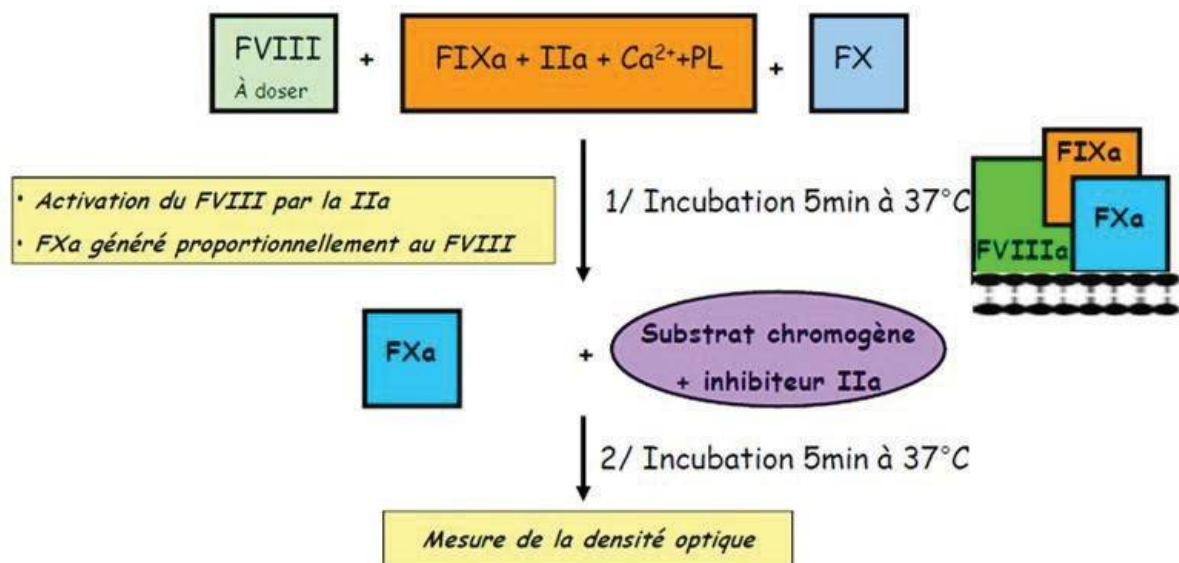 FVIII
À doser
+
FIXa + IIa + Ca²⁺+PL
+
FX
• Activation du FVIII par la IIa
• FXa généré proportionnellement au FVIII
1/ Incubation 5min à 37°C
FIXa
FXa
FVIIIa
FXa
+
Substrat chromogène
+ inhibiteur IIa
2/ Incubation 5min à 37°C
Mesure de la densité optique